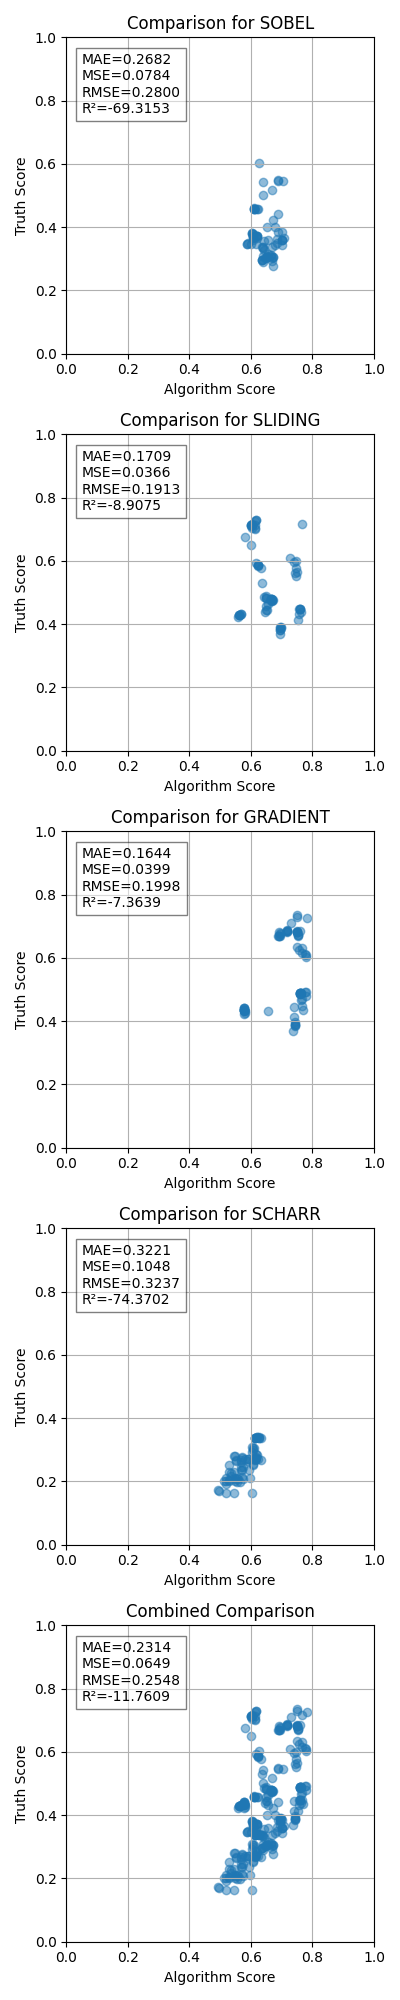 Comparison for SOBEL
MAE=0.2682
MSE=0.0784
RMSE=0.2800
R²=-69.3153
1.0
0.8
0.6
0.4
0.2
0.0
Truth Score
0.0 0.2 0.4 0.6 0.8 1.0
Algorithm Score
Comparison for SLIDING
MAE=0.1709
MSE=0.0366
RMSE=0.1913
R²=-8.9075
1.0
0.8
0.6
0.4
0.2
0.0
Truth Score
0.0 0.2 0.4 0.6 0.8 1.0
Algorithm Score
Comparison for GRADIENT
MAE=0.1644
MSE=0.0399
RMSE=0.1998
R²=-7.3639
1.0
0.8
0.6
0.4
0.2
0.0
Truth Score
0.0 0.2 0.4 0.6 0.8 1.0
Algorithm Score
Comparison for SCHARR
MAE=0.3221
MSE=0.1048
RMSE=0.3237
R²=-74.3702
1.0
0.8
0.6
0.4
0.2
0.0
Truth Score
0.0 0.2 0.4 0.6 0.8 1.0
Algorithm Score
Combined Comparison
MAE=0.2314
MSE=0.0649
RMSE=0.2548
R²=-11.7609
1.0
0.8
0.6
0.4
0.2
0.0
Truth Score
0.0 0.2 0.4 0.6 0.8 1.0
Algorithm Score